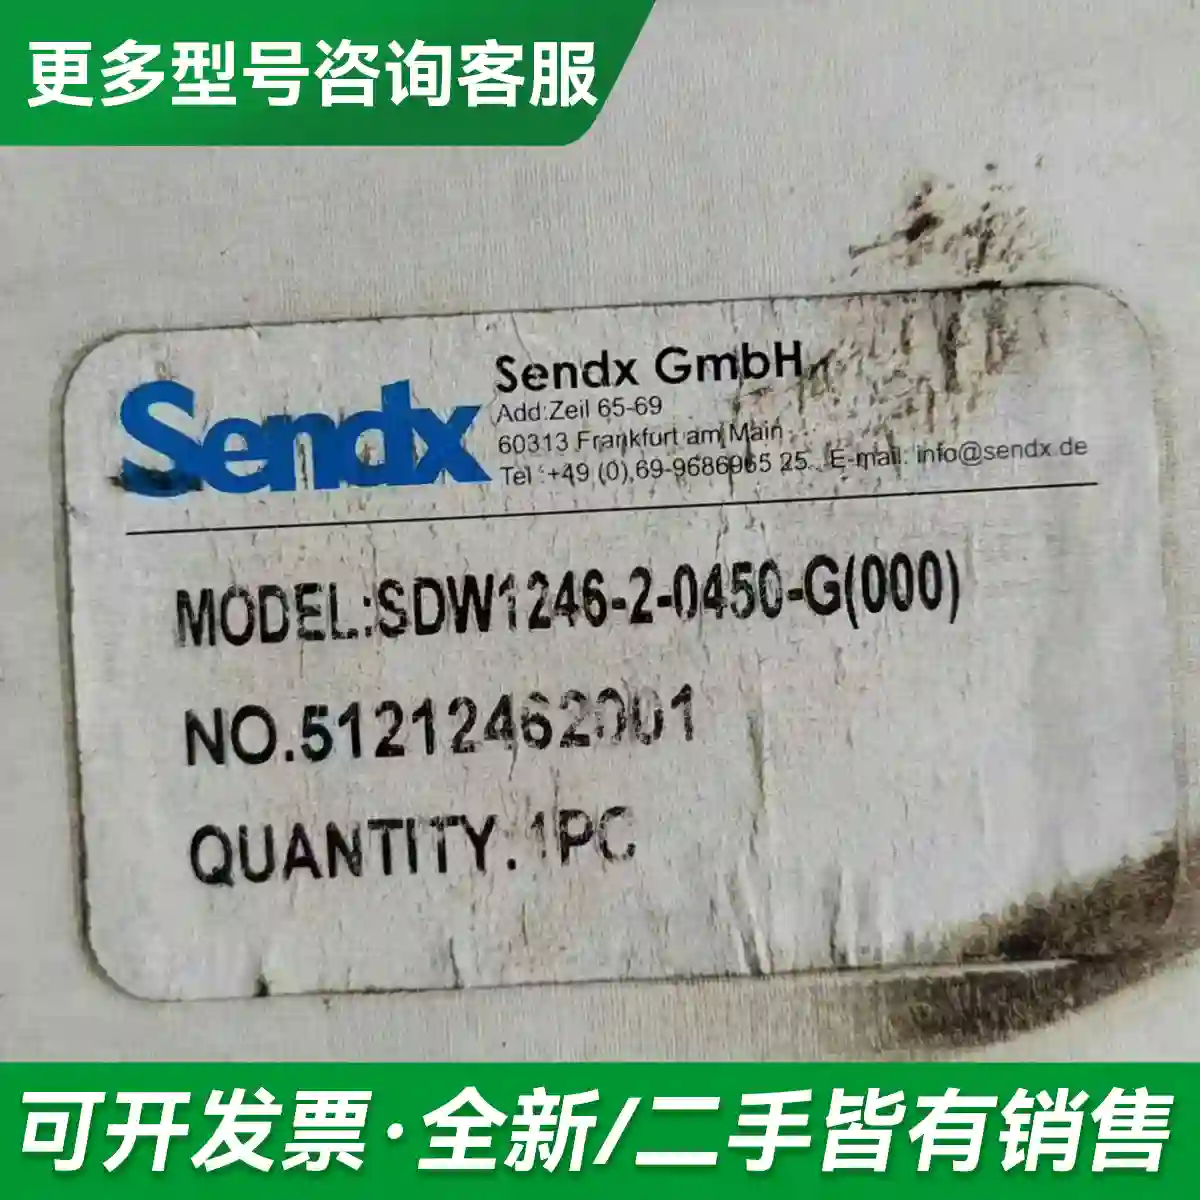 更多型号咨询客服
Sendx
Sendx GmbH
Add:Zeil 65-69
60313 Frankfurt am Main
Tel :+49 (0),69-9686965 25. E-mail: info@sendx.de
MODEL:SDW1246-2-0450-G(000)
NO.51212462001
QUANTITY: 1PC
可开发票·全新/二手皆有销售